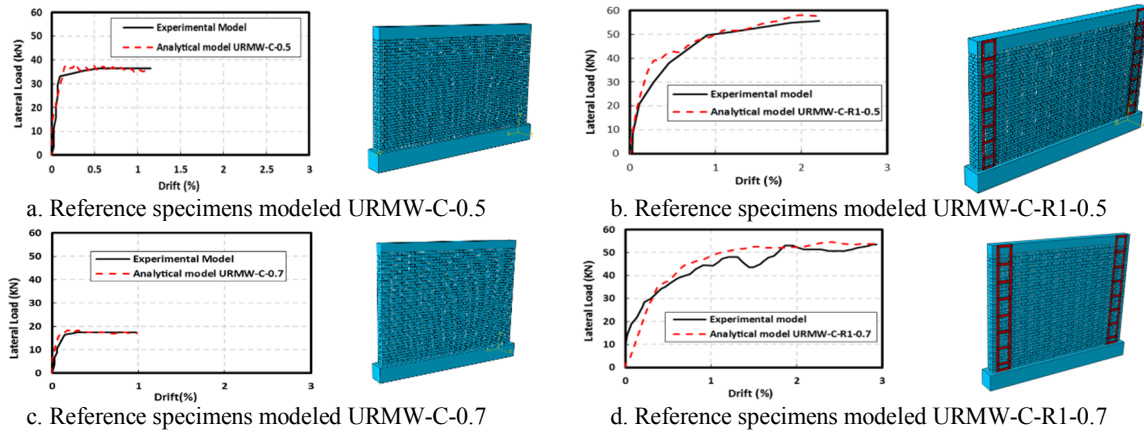 60
50
40
30
20
10
0
Lateral Load (kN)
Experimental Model
Analytical model URMW-C-0.5
0 0.5 1 1.5 2 2.5 3
Drift (%)
a. Reference specimens modeled URMW-C-0.5
60
50
40
30
20
10
0
Lateral Load (kN)
Experimental model
Analytical model URMW-C-R1-0.5
0 1 2 3
Drift (%)
b. Reference specimens modeled URMW-C-R1-0.5
60
50
40
30
20
10
0
Lateral Load (KN)
Experimental Model
Analytical model URMW-C-0.7
0 1 2 3
Drift(%)
c. Reference specimens modeled URMW-C-0.7
60
50
40
30
20
10
0
Lateral Load (KN)
Experimental model
Analytical model URMW-C-R1-0.7
0 1 2 3
Drift (%)
d. Reference specimens modeled URMW-C-R1-0.7